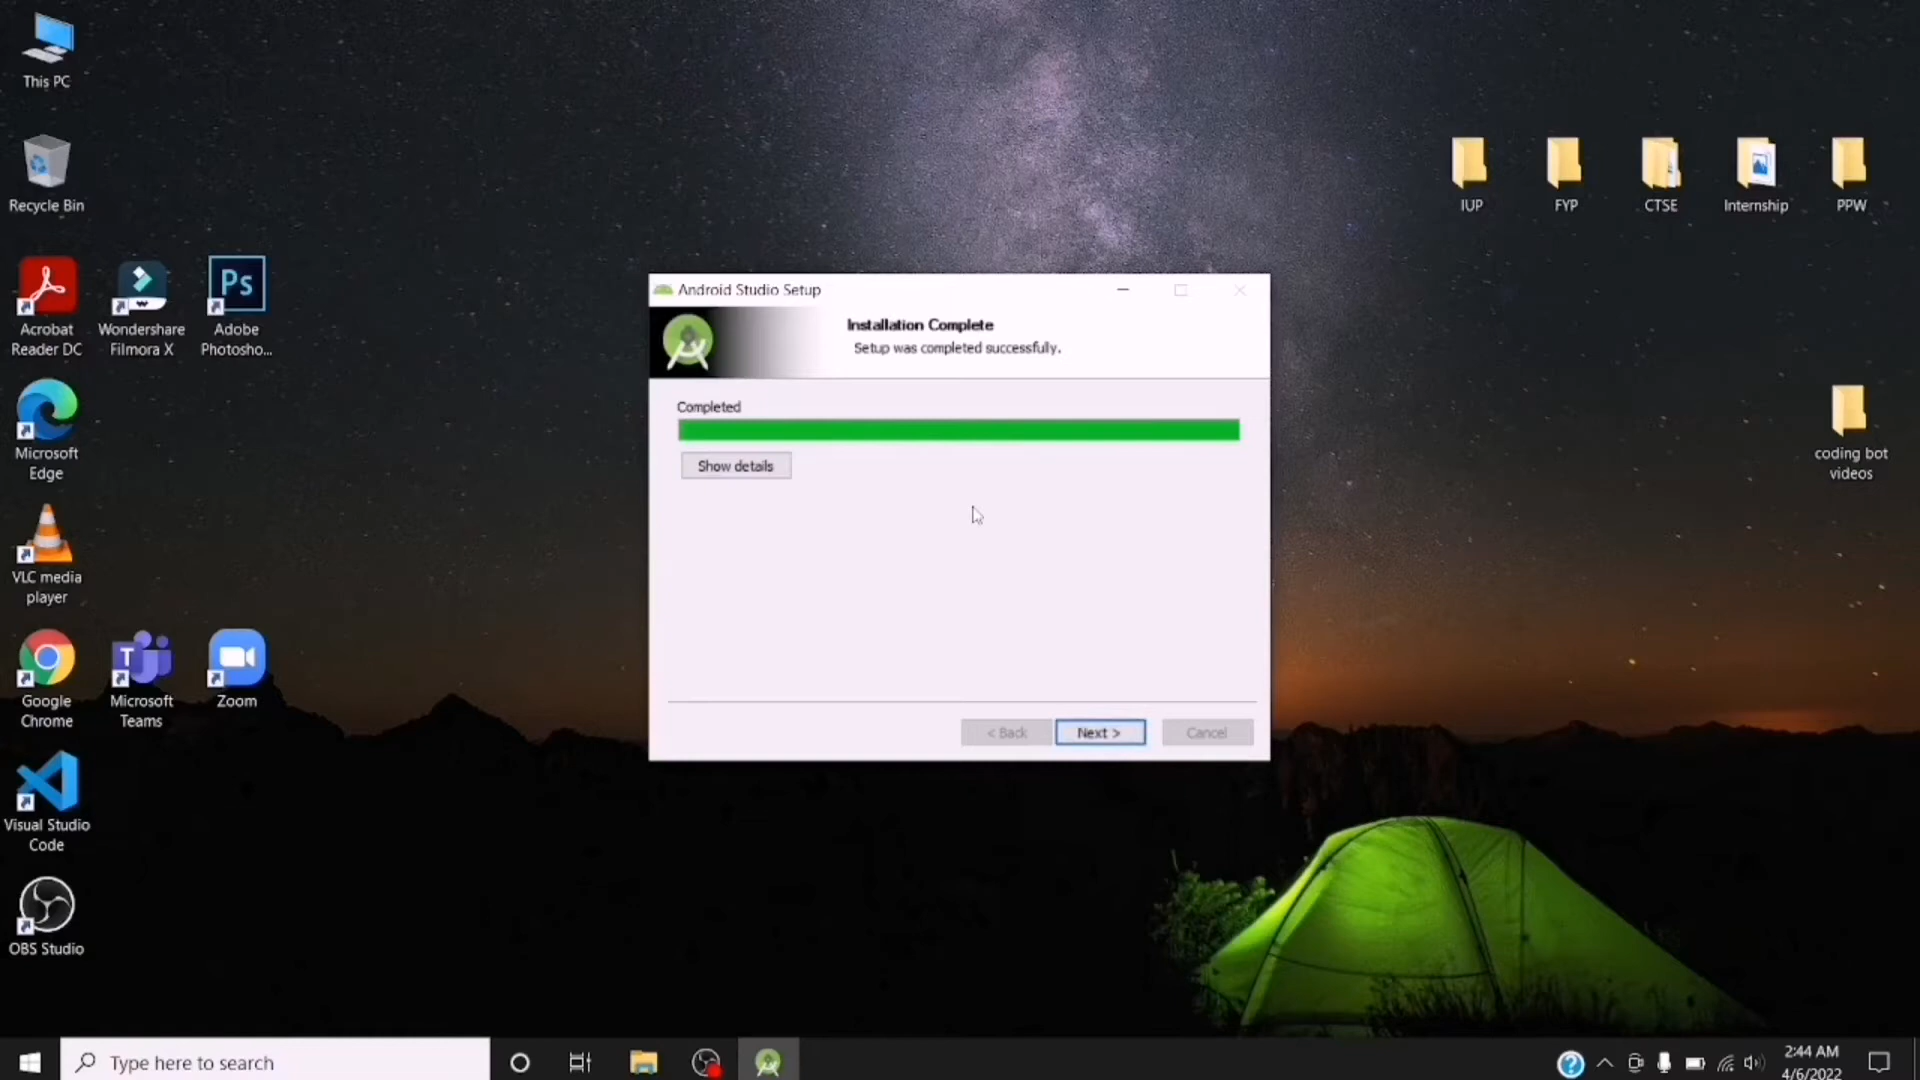 This PC
Recycle Bin
Acrobat
Reader DC
Wondershare
Filmora X
Ps
Adobe
Photosho...
Microsoft
Edge
VLC media
player
Google
Chrome
T
Microsoft
Teams
Zoom
Visual Studio
Code
OBS Studio
IUP
FYP
CTSE
Internship
PPW
coding bot
videos
Android Studio Setup
Installation Complete
Setup was completed successfully.
Completed
Show details
< Back
Next >
Cancel
Type here to search
?
2:44 AM
4/6/2022